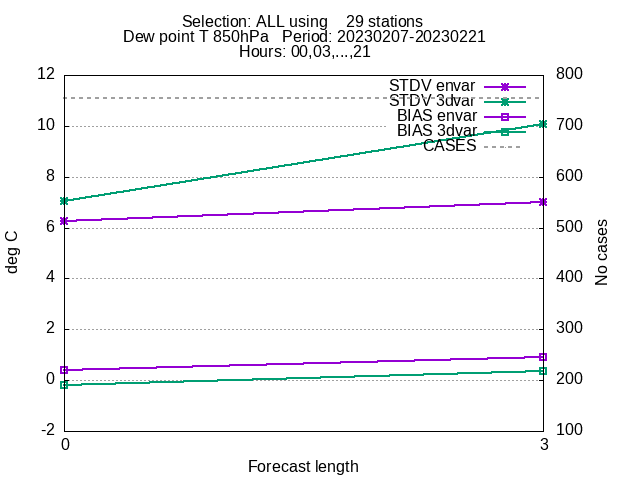 Selection: ALL using    29 stations
Dew point T 850hPa   Period: 20230207-20230221
Hours: 00,03,...,21
12 800
STDV envar
STDV 3dvar
10 700
BIAS envar
BIAS 3dvar
CASES
8 600
6 500
deg C
No cases
4 400
2 300
0 200
-2 100
0 3
Forecast length